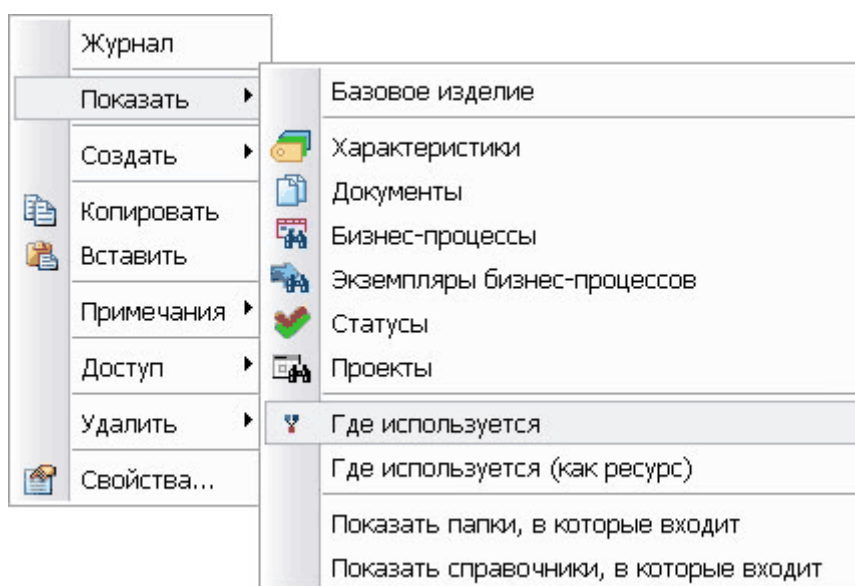 Журнал
Показать
Создать
Копировать
Вставить
Примечания
Доступ
Удалить
Свойства...
Базовое изделие
Характеристики
Документы
Бизнес-процессы
Экземпляры бизнес-процессов
Статусы
Проекты
Где используется
Где используется (как ресурс)
Показать папки, в которые входит
Показать справочники, в которые входит